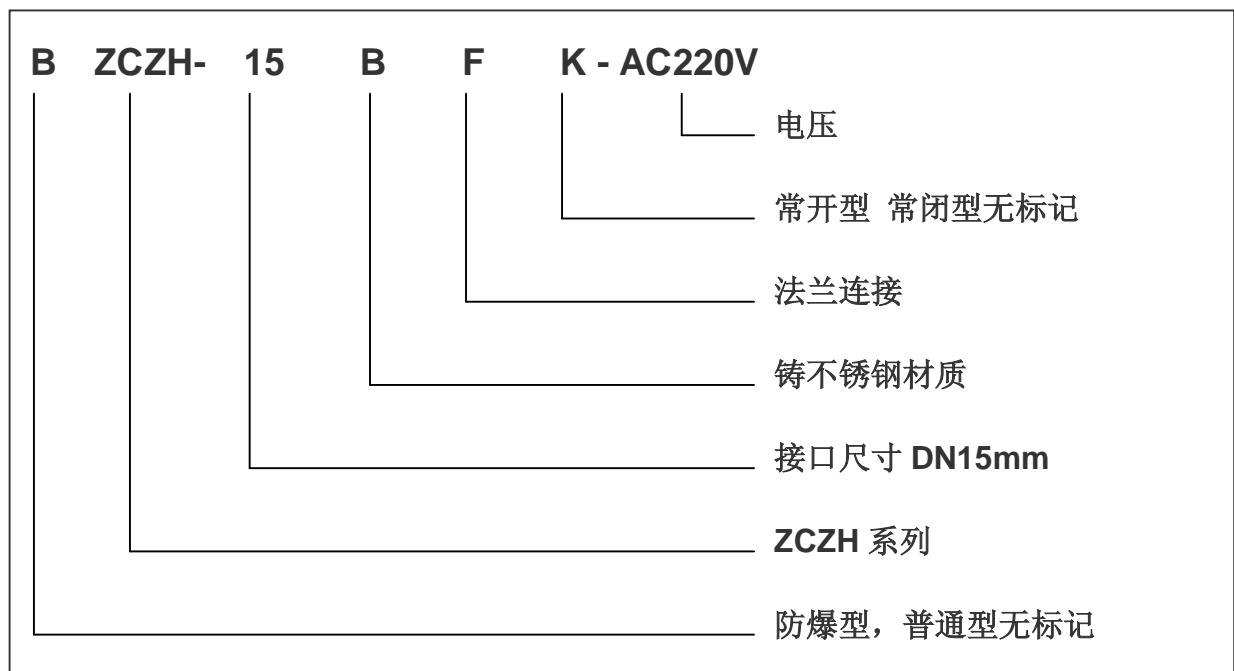 B ZCZH- 15 B F K - AC220V
电压
常开型 常闭型无标记
法兰连接
铸不锈钢材质
接口尺寸 DN15mm
ZCZH 系列
防爆型，普通型无标记